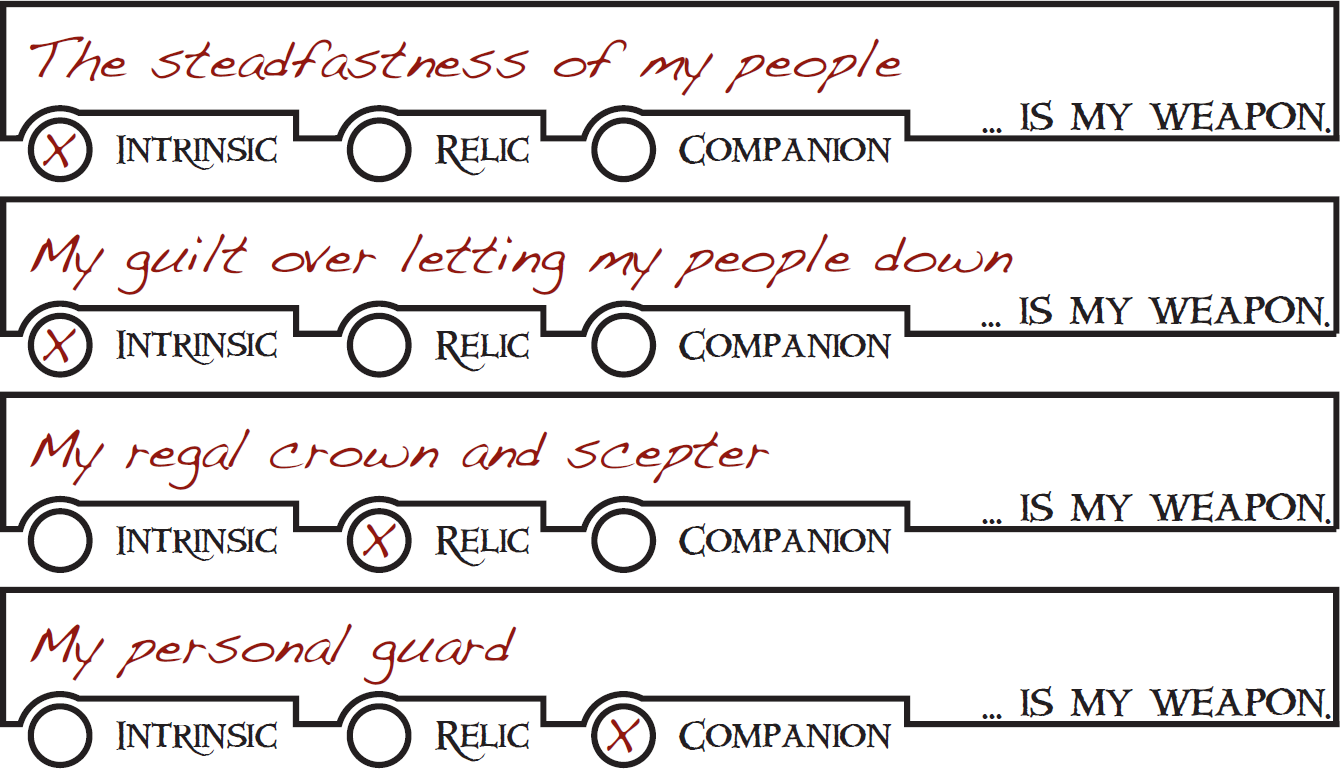 The steadfastness of my people
... IS MY WEAPON.
X INTRINSIC RELIC COMPANION
My guilt over letting my people down
... IS MY WEAPON.
X INTRINSIC RELIC COMPANION
My regal crown and scepter
... IS MY WEAPON.
INTRINSIC X RELIC COMPANION
My personal guard
... IS MY WEAPON.
INTRINSIC RELIC X COMPANION